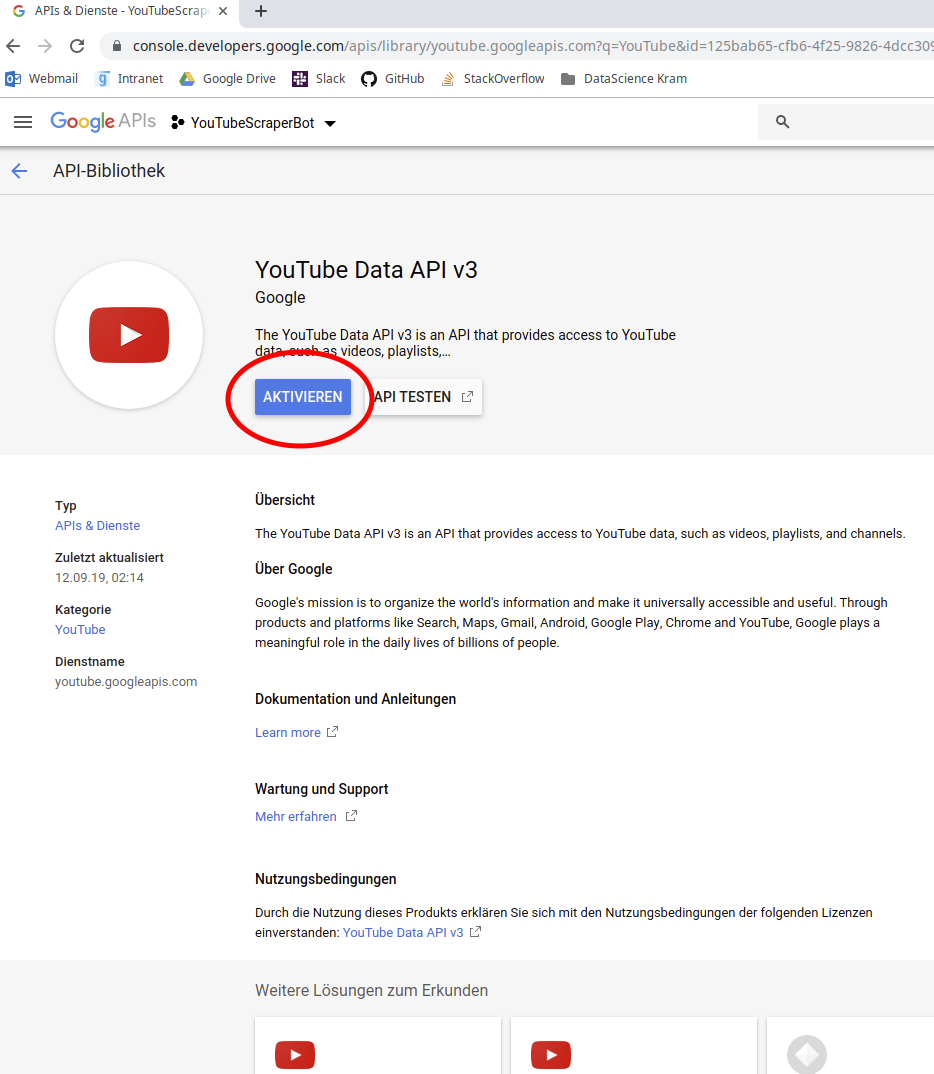 APIs & Dienste - YouTubeScrap
console.developers.google.com/apis/library/youtube.googleapis.com?q=YouTube&id=125bab65-cfb6-4f25-9826-4dcc309
Webmail Intranet Google Drive Slack GitHub StackOverflow DataScience Kram
Google APIs YouTubeScraperBot
API-Bibliothek
YouTube Data API v3
Google
The YouTube Data API v3 is an API that provides access to YouTube
data, such as videos, playlists,...
AKTIVIEREN API TESTEN
Typ
APIs & Dienste
Zuletzt aktualisiert
12.09.19, 02:14
Kategorie
YouTube
Dienstname
youtube.googleapis.com
Übersicht
The YouTube Data API v3 is an API that provides access to YouTube data, such as videos, playlists, and channels.
Über Google
Google's mission is to organize the world's information and make it universally accessible and useful. Through
products and platforms like Search, Maps, Gmail, Android, Google Play, Chrome and YouTube, Google plays a
meaningful role in the daily lives of billions of people.
Dokumentation und Anleitungen
Learn more
Wartung und Support
Mehr erfahren
Nutzungsbedingungen
Durch die Nutzung dieses Produkts erklären Sie sich mit den Nutzungsbedingungen der folgenden Lizenzen
einverstanden: YouTube Data API v3
Weitere Lösungen zum Erkunden